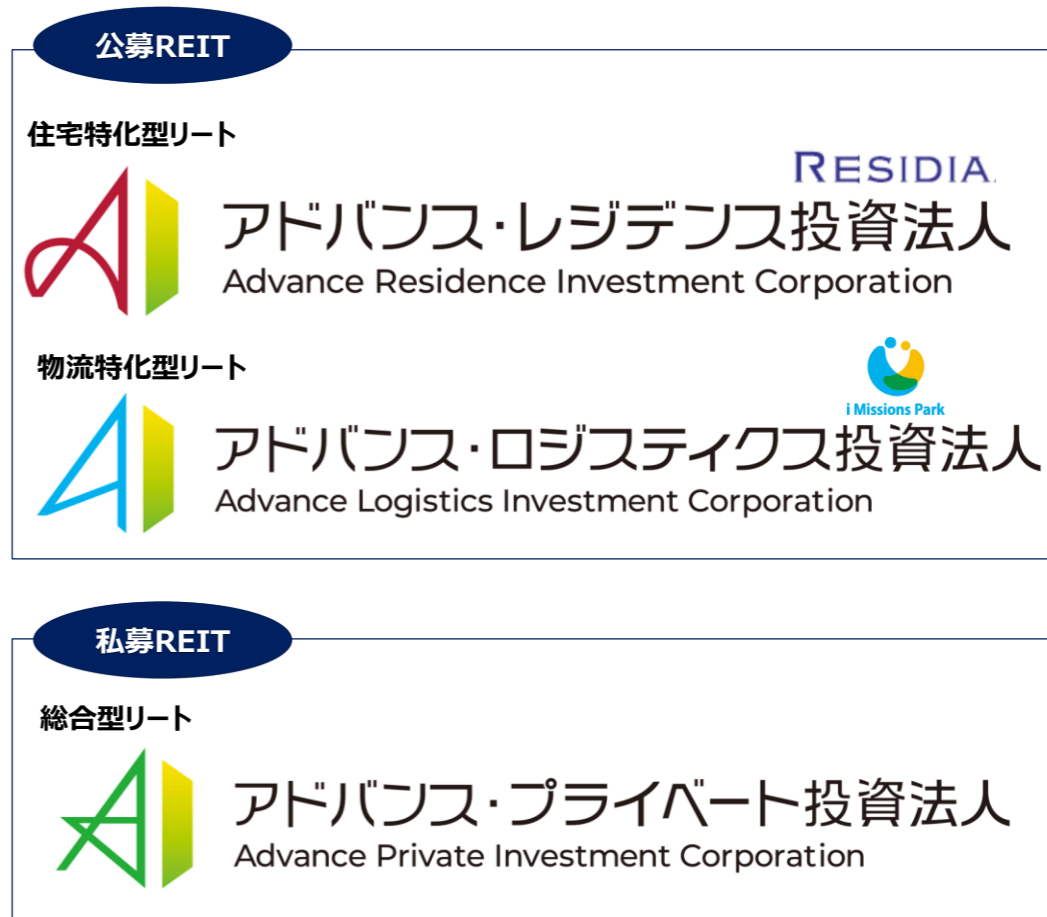 公募REIT
住宅特化型リート
RESIDIA
アドバンス・レジデンス投資法人
Advance Residence Investment Corporation
物流特化型リート
i Missions Park
アドバンス・ロジスティクス投資法人
Advance Logistics Investment Corporation
私募REIT
総合型リート
アドバンス・プライベート投資法人
Advance Private Investment Corporation